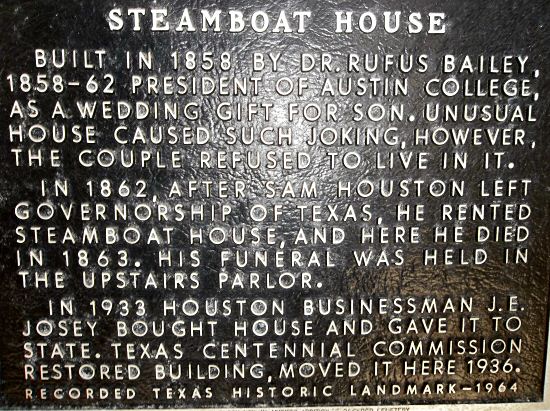 STEAMBOAT HOUSE
BUILT IN 1858 BY DR. RUFUS BAILEY,
1858-62 PRESIDENT OF AUSTIN COLLEGE,
AS A WEDDING GIFT FOR SON. UNUSUAL
HOUSE CAUSED SUCH JOKING, HOWEVER,
THE COUPLE REFUSED TO LIVE IN IT.
IN 1862, AFTER SAM HOUSTON LEFT
GOVERNORSHIP OF TEXAS, HE RENTED
STEAMBOAT HOUSE, AND HERE HE DIED
IN 1863. HIS FUNERAL WAS HELD IN
THE UPSTAIRS PARLOR.
IN 1933 HOUSTON BUSINESSMAN J.E.
JOSEY BOUGHT HOUSE AND GAVE IT TO
STATE. TEXAS CENTENNIAL COMMISSION
RESTORED BUILDING, MOVED IT HERE 1936.
RECORDED TEXAS HISTORIC LANDMARK-1964